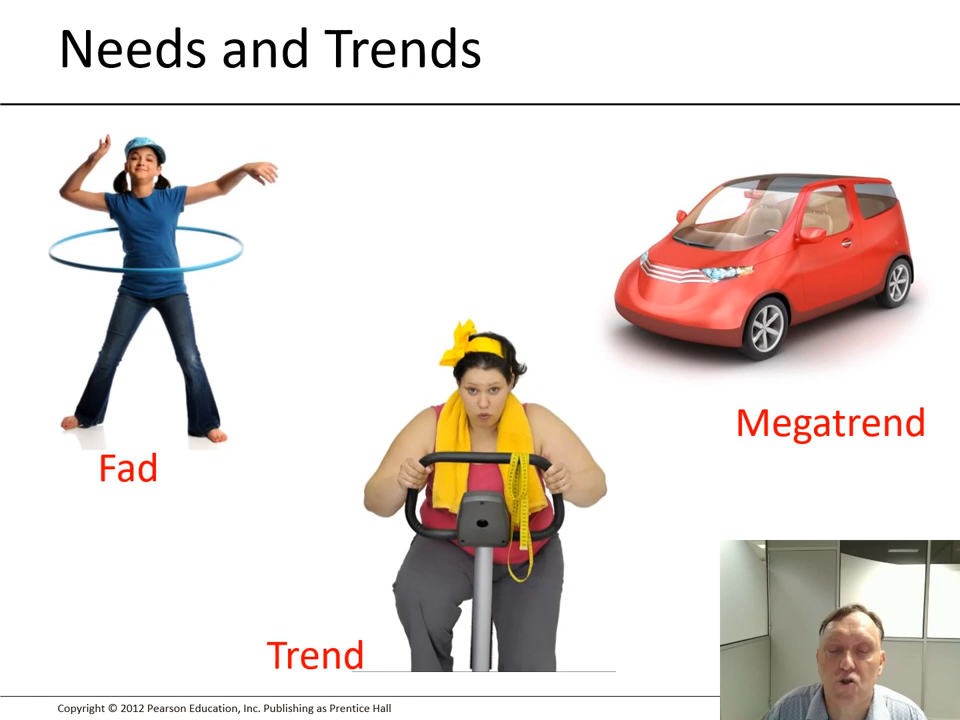 Needs and Trends
Fad
Megatrend
Trend
Copyright © 2012 Pearson Education, Inc. Publishing as Prentice Hall